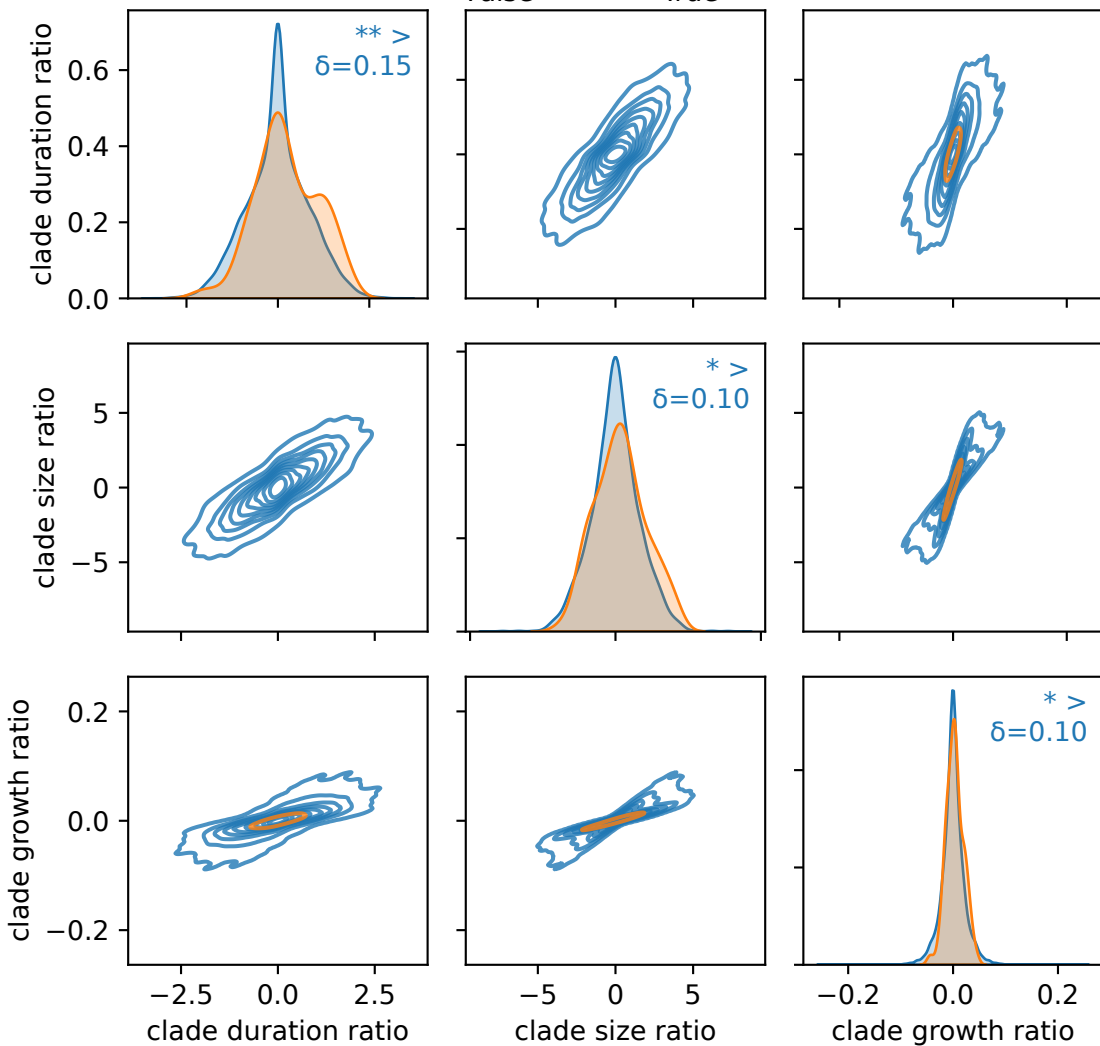 False True
** >
δ=0.15
clade duration ratio
0.6
0.4
0.2
0.0
* >
δ=0.10
clade size ratio
5
0
−5
* >
δ=0.10
clade growth ratio
0.2
0.0
−0.2
−2.5 0.0 2.5 −5 0 5 −0.2 0.0 0.2
clade duration ratio clade size ratio clade growth ratio